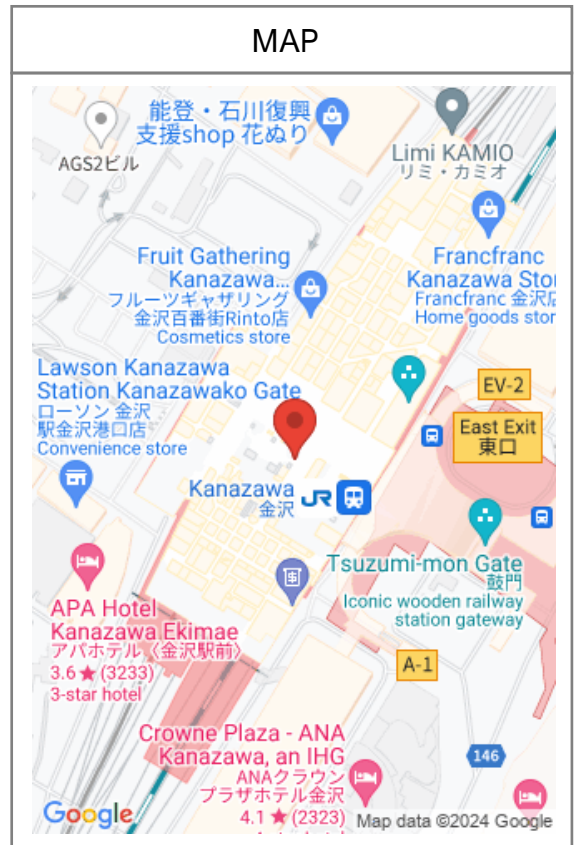 MAP
能登・石川復興
支援shop 花ぬり
AGS2ビル
Limi KAMIO
リミ・カミオ
Fruit Gathering
Kanazawa...
フルーツギャザリング
金沢百番街Rinto店
Cosmetics store
Francfranc
Kanazawa Sto
Francfranc 金沢店
Home goods stor
Lawson Kanazawa
Station Kanazawako Gate
ローソン 金沢
駅金沢港口店
Convenience store
EV-2
East Exit
東口
Kanazawa
金沢
JR
Tsuzumi-mon Gate
鼓門
Iconic wooden railway
station gateway
APA Hotel
Kanazawa Ekimae
アパホテル〈金沢駅前〉
3.6★(3233)
3-star hotel
A-1
Crowne Plaza - ANA
Kanazawa, an IHG
ANAクラウン
プラザホテル金沢
4.1★(2323)
146
Google
Map data ©2024 Google